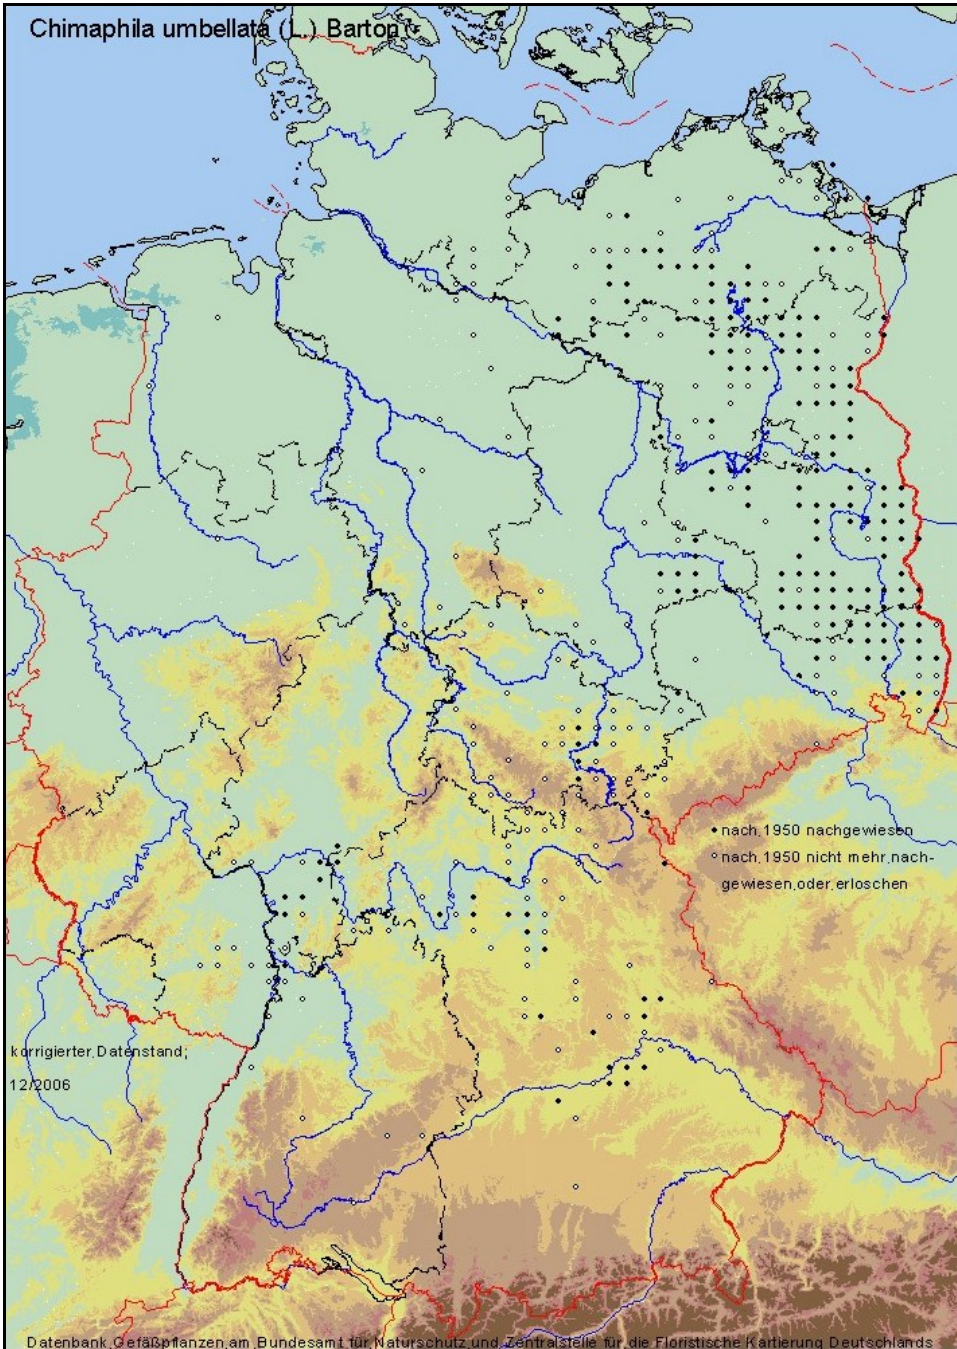 Chimaphila umbellata (L.) Barton
nach 1950 nachgewiesen
nach 1950 nicht mehr nach-
gewiesen oder erloschen
korrigierter Datenstand;
12/2006
Datenbank Gefäßpflanzen am Bundesamt für Naturschutz und Zentralstelle für die Floristische Kartierung Deutschlands